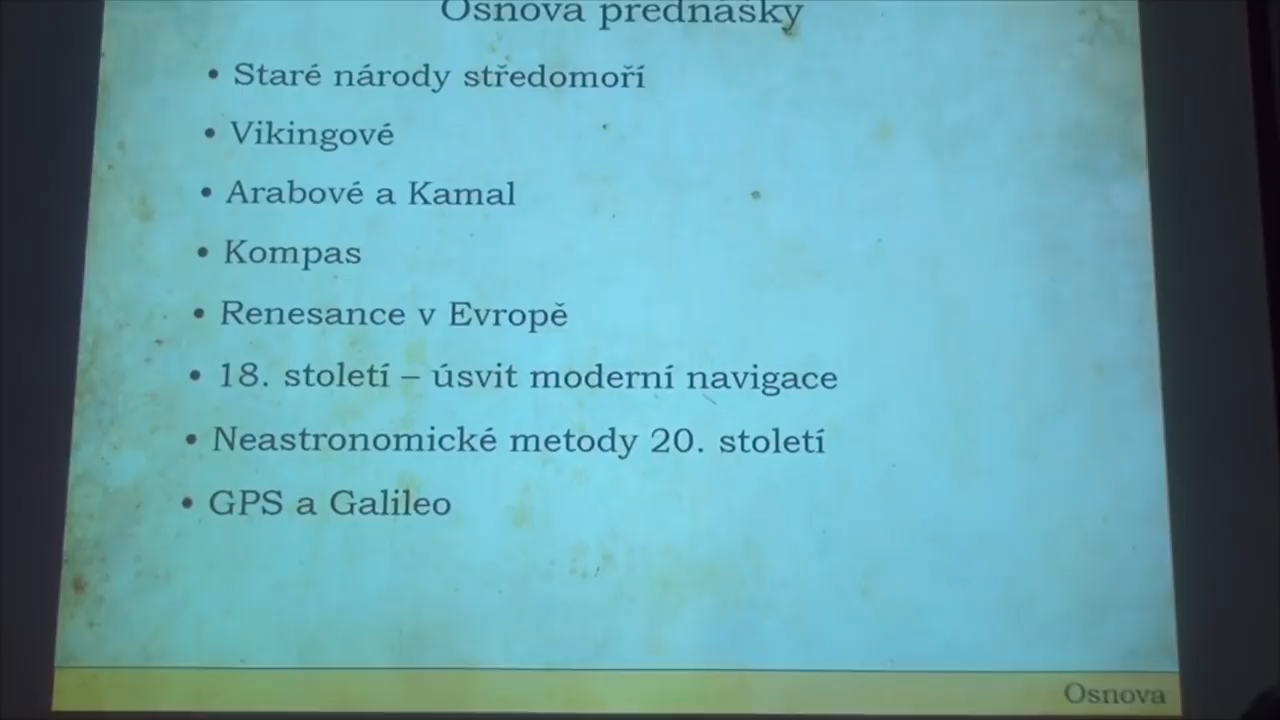 Osnova přednášky
• Staré národy středomoří
• Vikingové
• Arabové a Kamal
• Kompas
• Renesance v Evropě
• 18. století – úsvit moderní navigace
• Neastronomické metody 20. století
• GPS a Galileo
Osnova